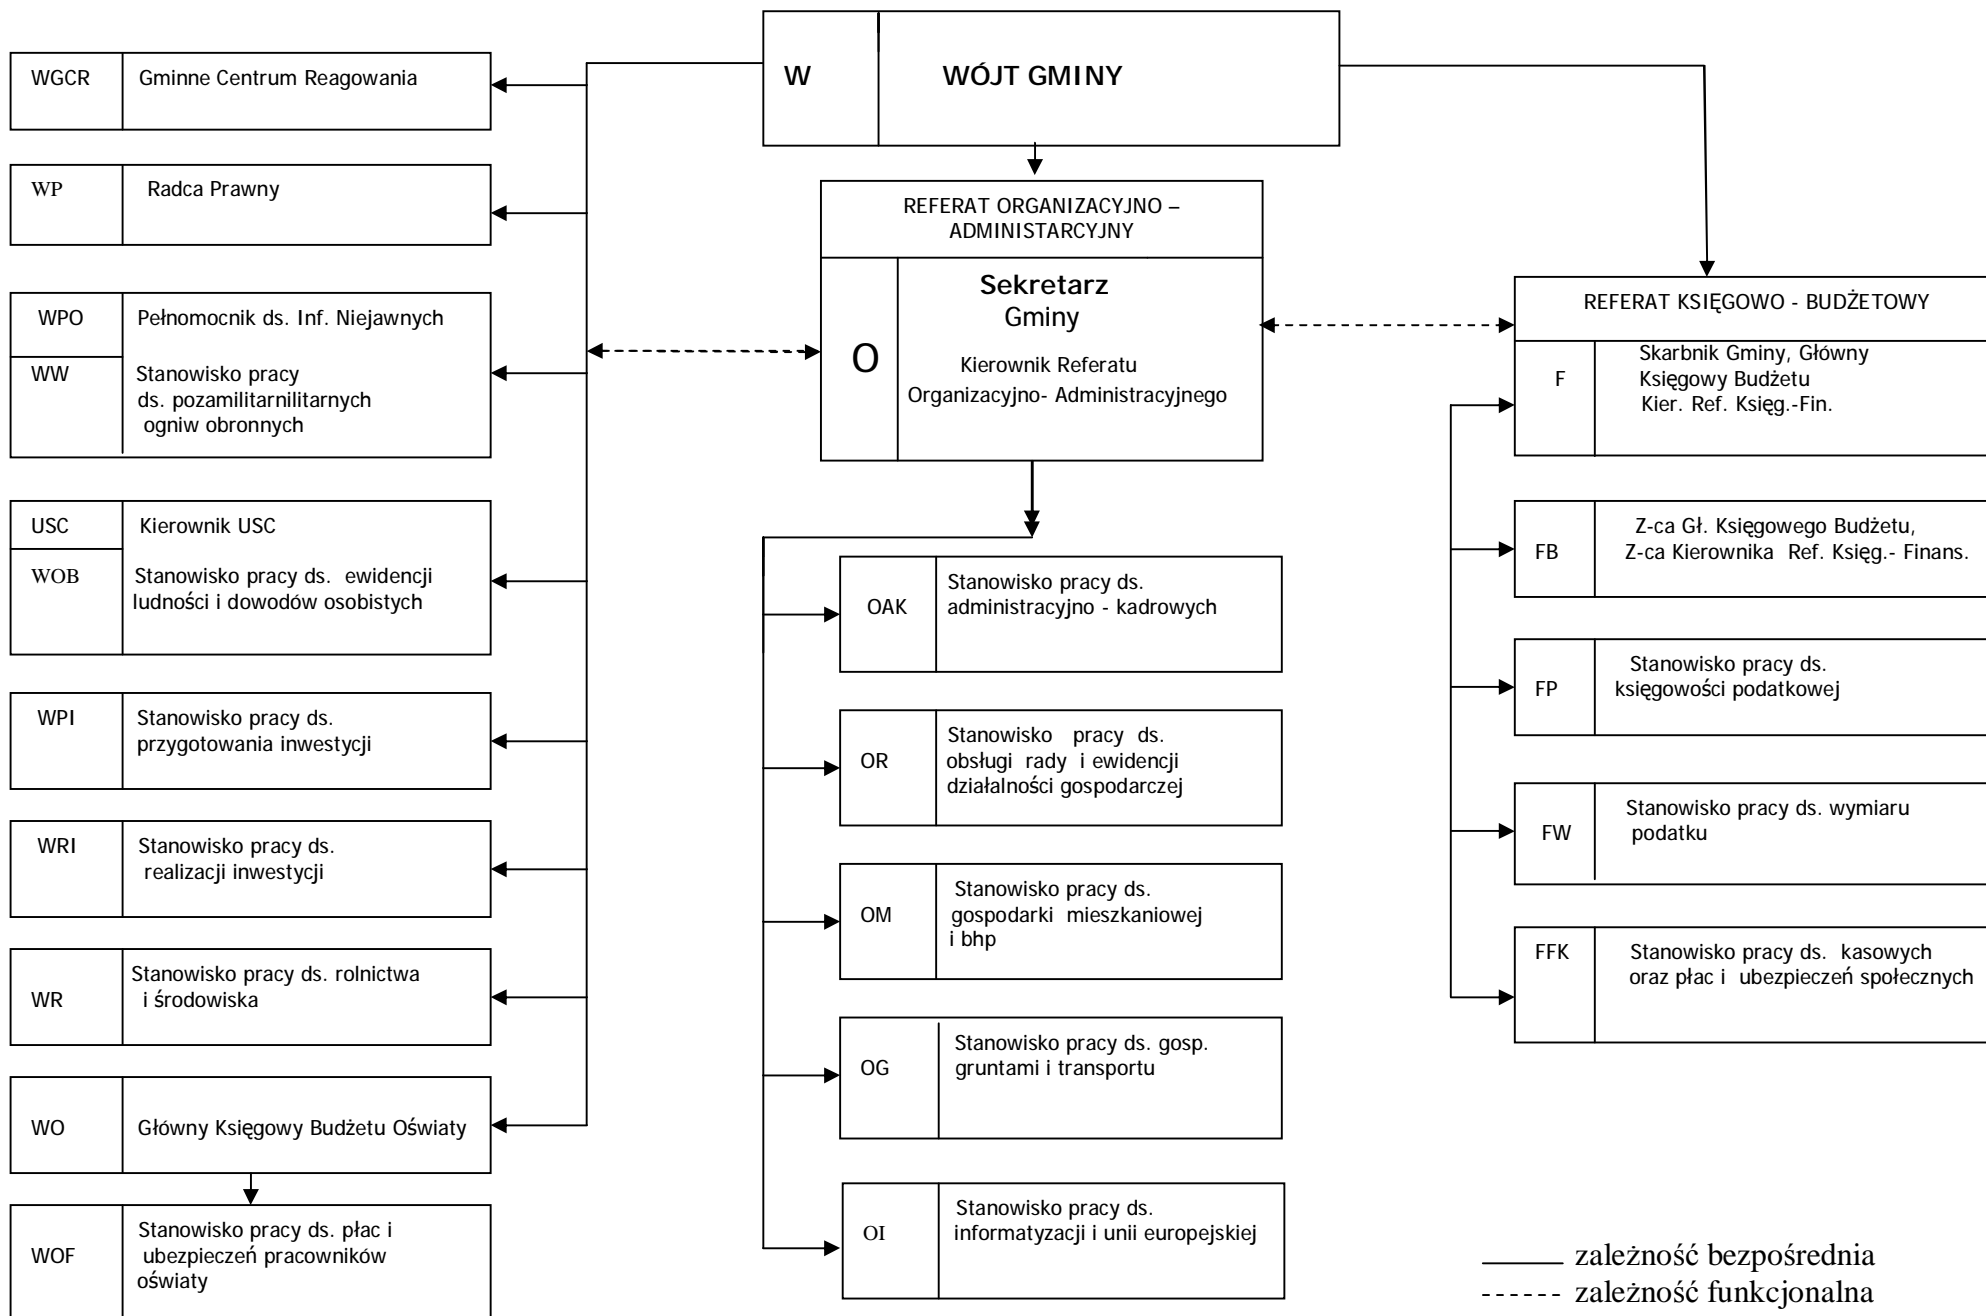 W WÓJT GMINY
WGCR Gminne Centrum Reagowania
WP Radca Prawny
WPO Pełnomocnik ds. Inf. Niejawnych
WW Stanowisko pracy
ds. pozamilitarnilitarnych
ogniw obronnych
USC Kierownik USC
WOB Stanowisko pracy ds. ewidencji
ludności i dowodów osobistych
WPI Stanowisko pracy ds.
przygotowania inwestycji
WRI Stanowisko pracy ds.
realizacji inwestycji
WR Stanowisko pracy ds. rolnictwa
i środowiska
WO Główny Księgowy Budżetu Oświaty
WOF Stanowisko pracy ds. płac i
ubezpieczeń pracowników
oświaty
REFERAT ORGANIZACYJNO –
ADMINISTARCYJNY
O Sekretarz
Gminy
Kierownik Referatu
Organizacyjno- Administracyjnego
OAK Stanowisko pracy ds.
administracyjno - kadrowych
OR Stanowisko pracy ds.
obsługi rady i ewidencji
działalności gospodarczej
OM Stanowisko pracy ds.
gospodarki mieszkaniowej
i bhp
OG Stanowisko pracy ds. gosp.
gruntami i transportu
OI Stanowisko pracy ds.
informatyzacji i unii europejskiej
REFERAT KSIĘGOWO - BUDŻETOWY
F Skarbnik Gminy, Główny
Księgowy Budżetu
Kier. Ref. Księg.-Fin.
FB Z-ca Gł. Księgowego Budżetu,
Z-ca Kierownika Ref. Księg.- Finans.
FP Stanowisko pracy ds.
księgowości podatkowej
FW Stanowisko pracy ds. wymiaru
podatku
FFK Stanowisko pracy ds. kasowych
oraz płac i ubezpieczeń społecznych
zależność bezpośrednia
zależność funkcjonalna